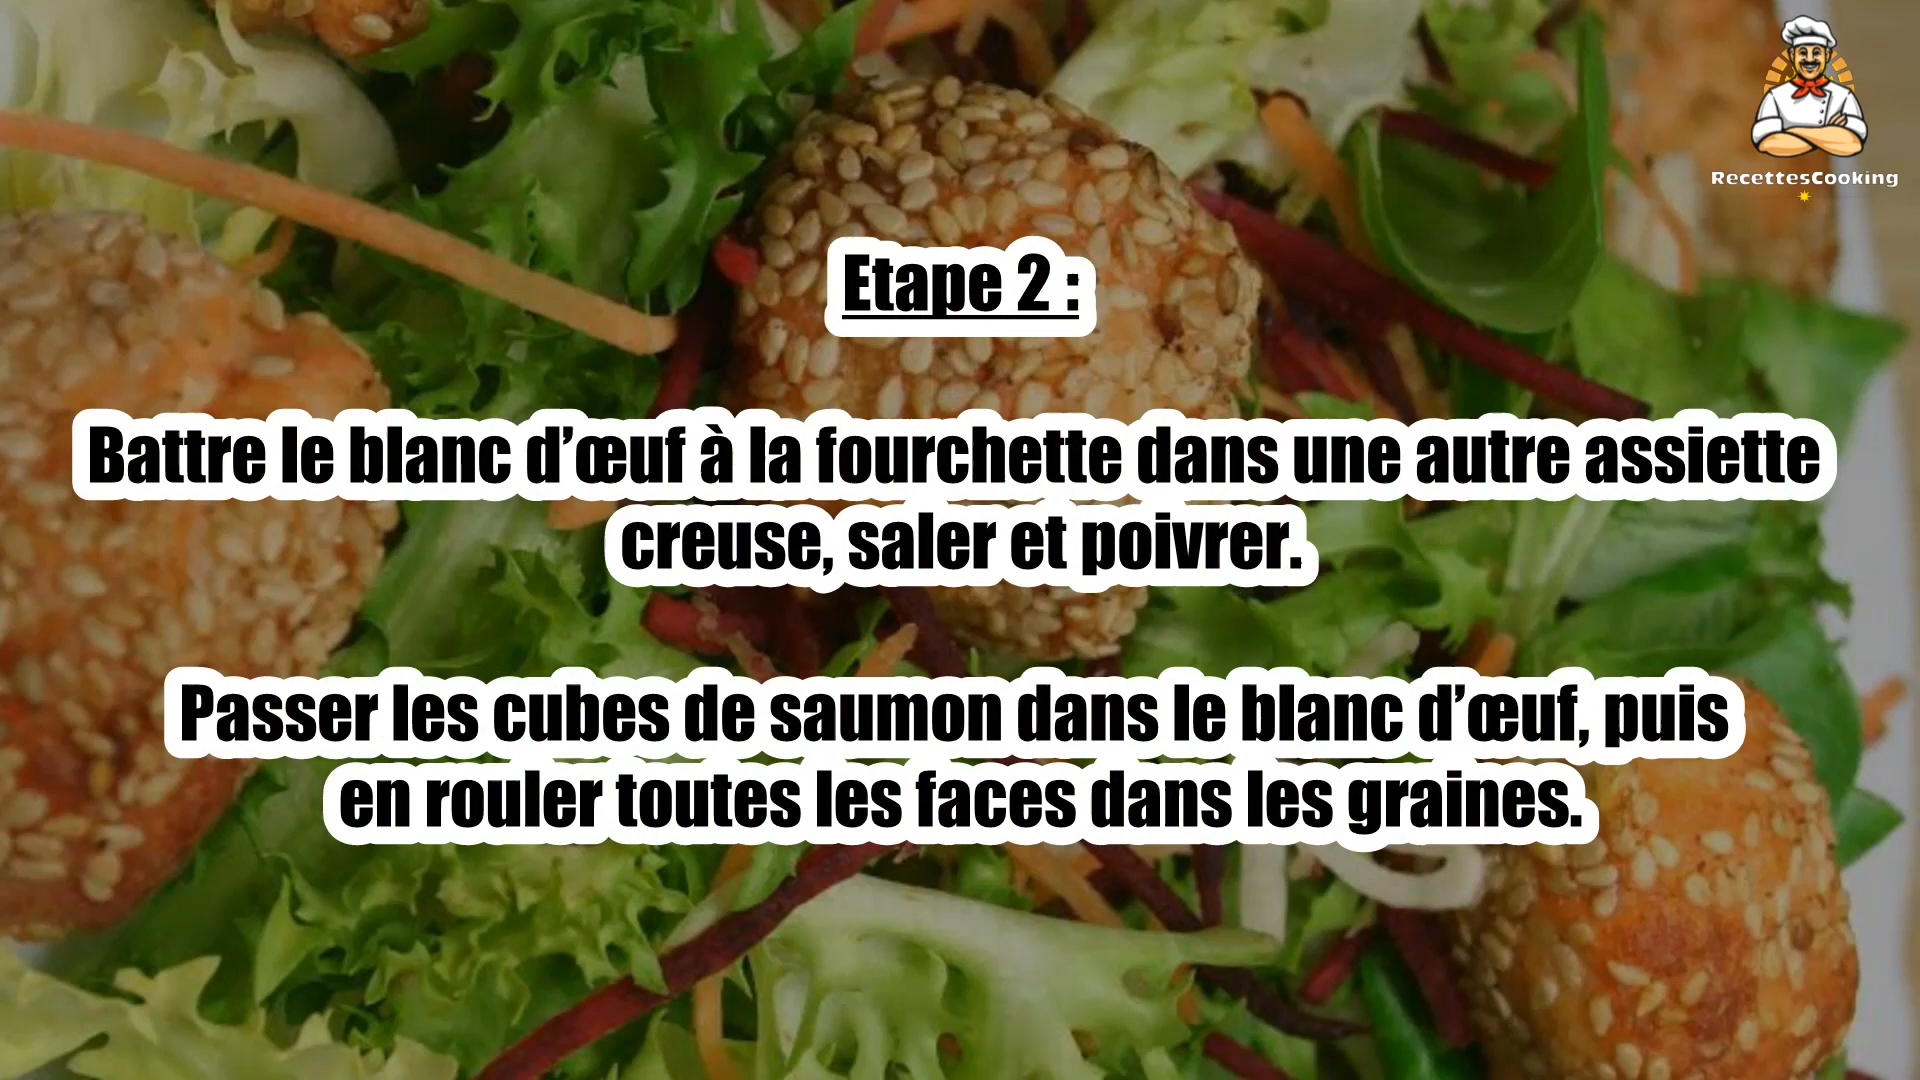 RecettesCooking
Etape 2 :
Battre le blanc d’œuf à la fourchette dans une autre assiette
creuse, saler et poivrer.
Passer les cubes de saumon dans le blanc d’œuf, puis
en rouler toutes les faces dans les graines.